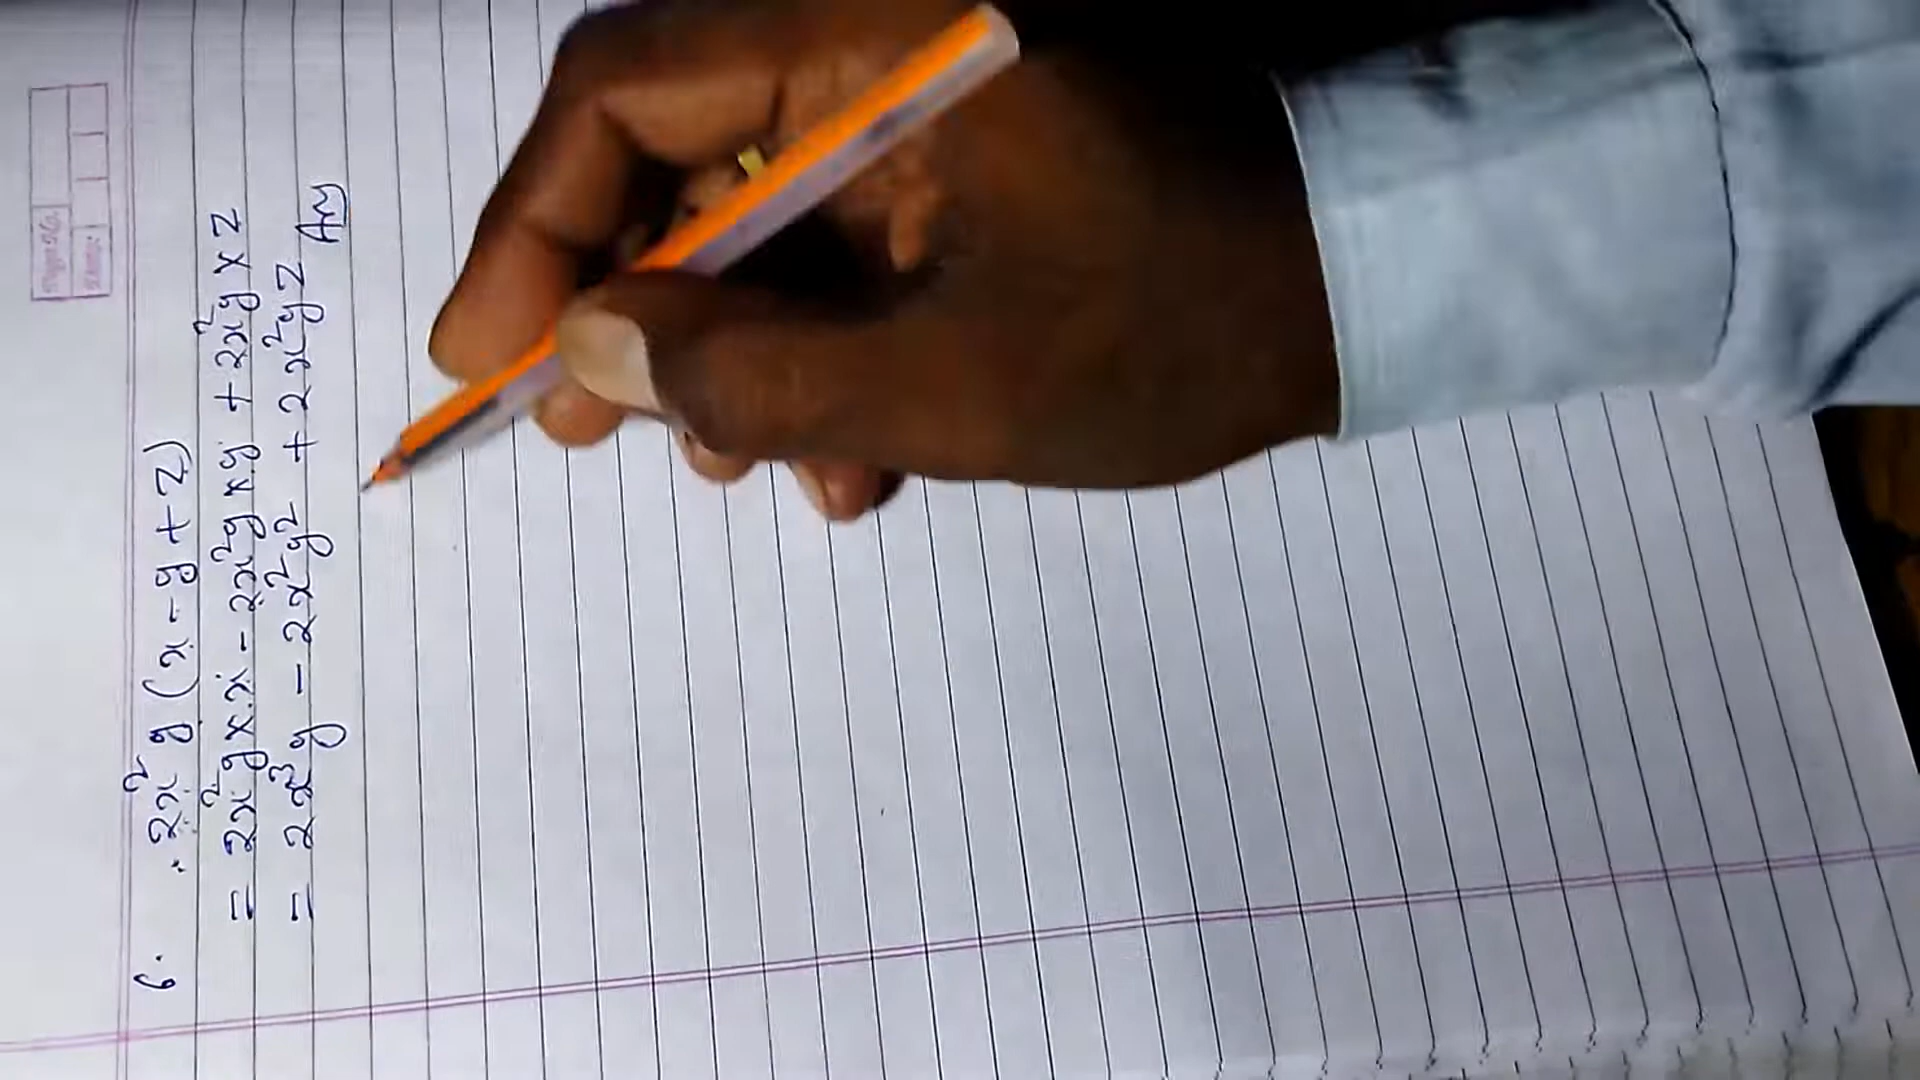 6. 2x²y (x - y + z)
= 2x²y × x - 2x²y × y + 2x²y × z
= 2x³y - 2x²y² + 2x²yz Ans